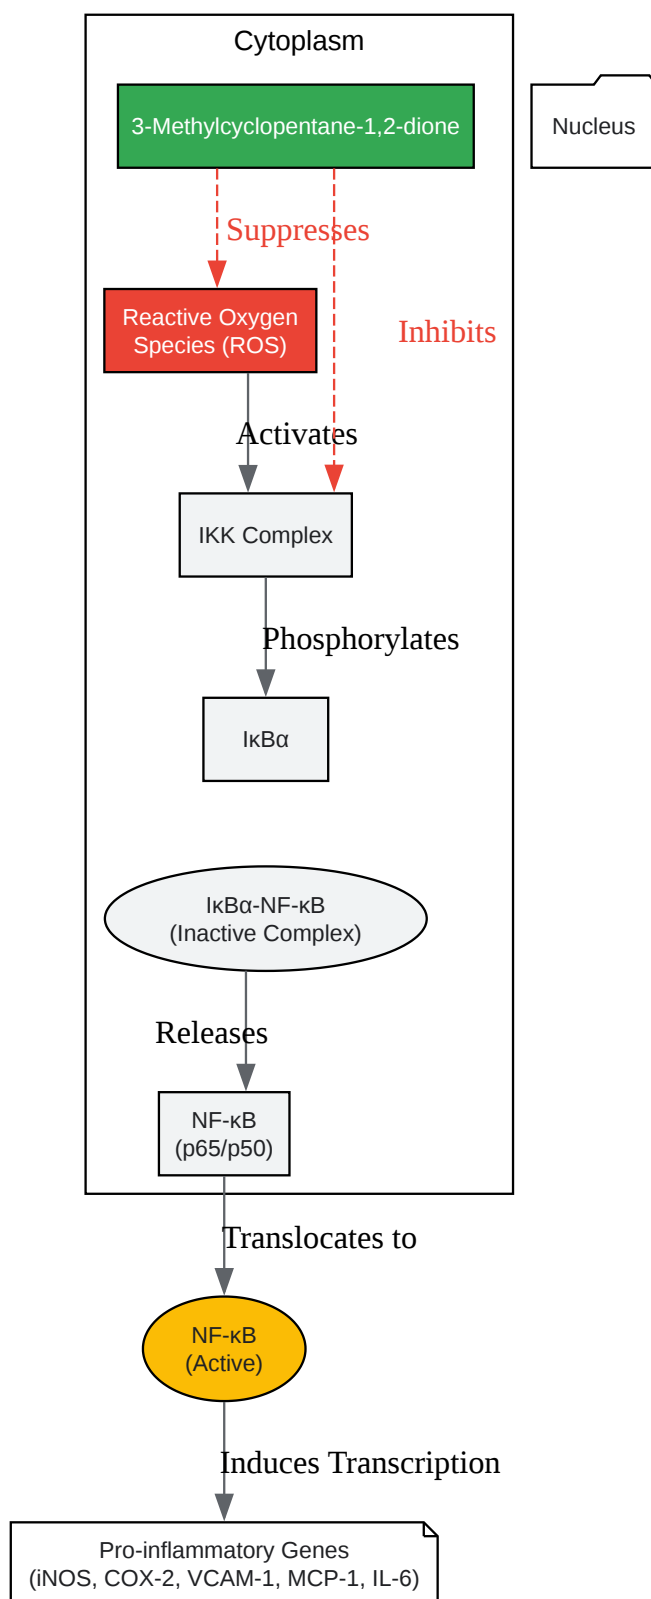 Cytoplasm
3-Methylcyclopentane-1,2-dione
Nucleus
Suppresses
Reactive Oxygen
Species (ROS)
Inhibits
Activates
IKK Complex
Phosphorylates
IκBα
IκBα-NF-κB
(Inactive Complex)
Releases
NF-κB
(p65/p50)
Translocates to
NF-κB
(Active)
Induces Transcription
Pro-inflammatory Genes
(iNOS, COX-2, VCAM-1, MCP-1, IL-6)